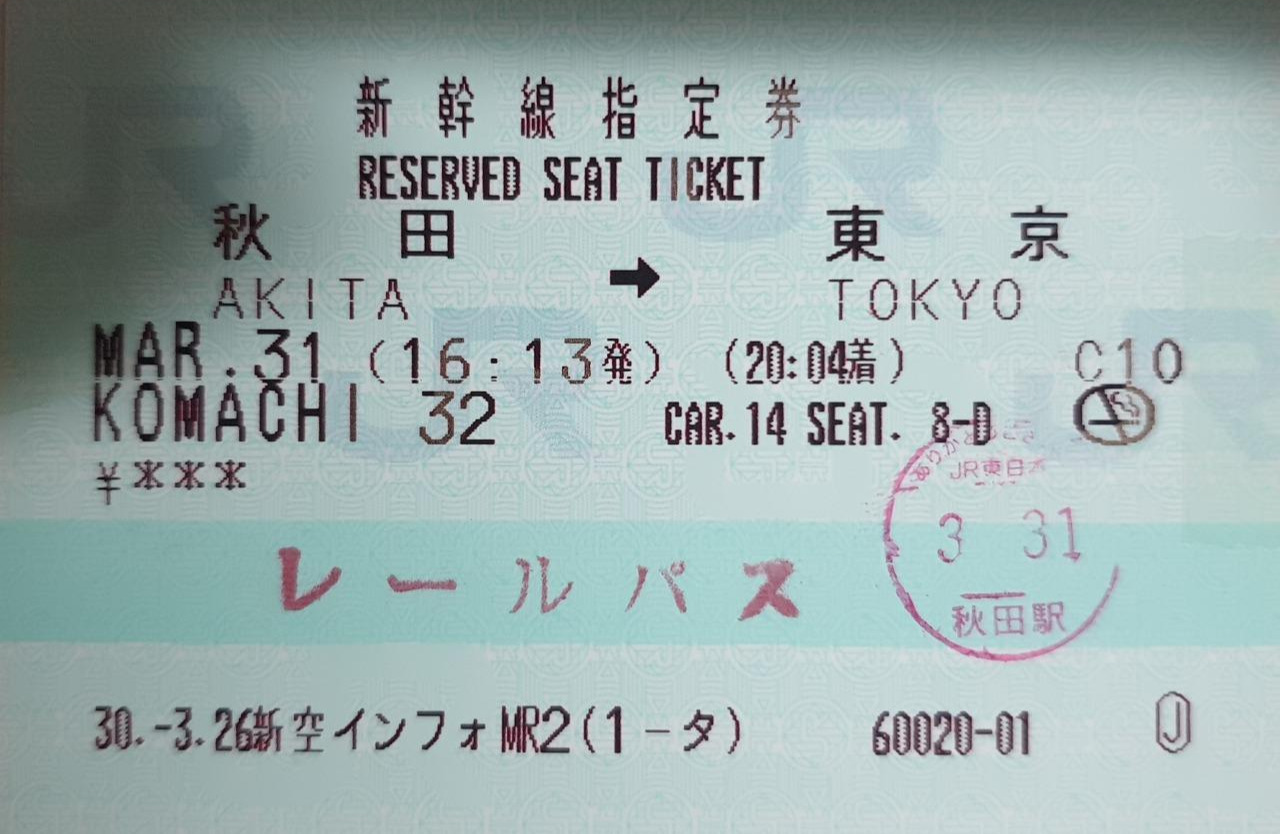 新幹線指定券
RESERVED SEAT TICKET
秋田 → 東京
AKITA TOKYO
MAR.31 (16:13発) (20:04着) C10
KOMACHI 32 CAR.14 SEAT. 8-D
¥***
JR東日本
3 31
秋田駅
レールパス
30.-3.26新空インフォMR2(1-タ) 60020-01 J